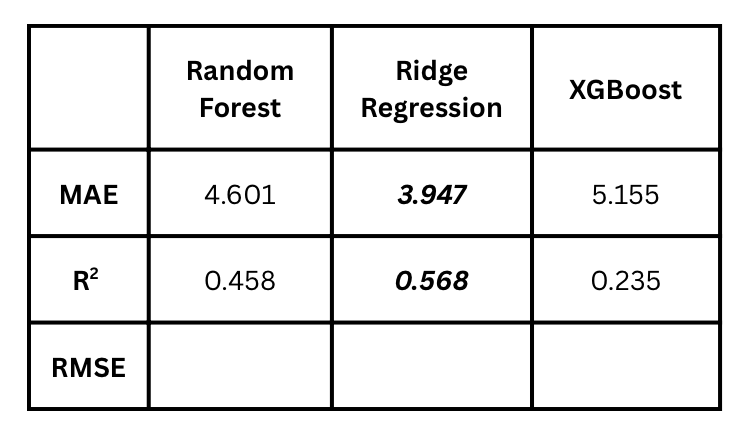 Random
Forest
Ridge
Regression
XGBoost
MAE 4.601 3.947 5.155
R² 0.458 0.568 0.235
RMSE